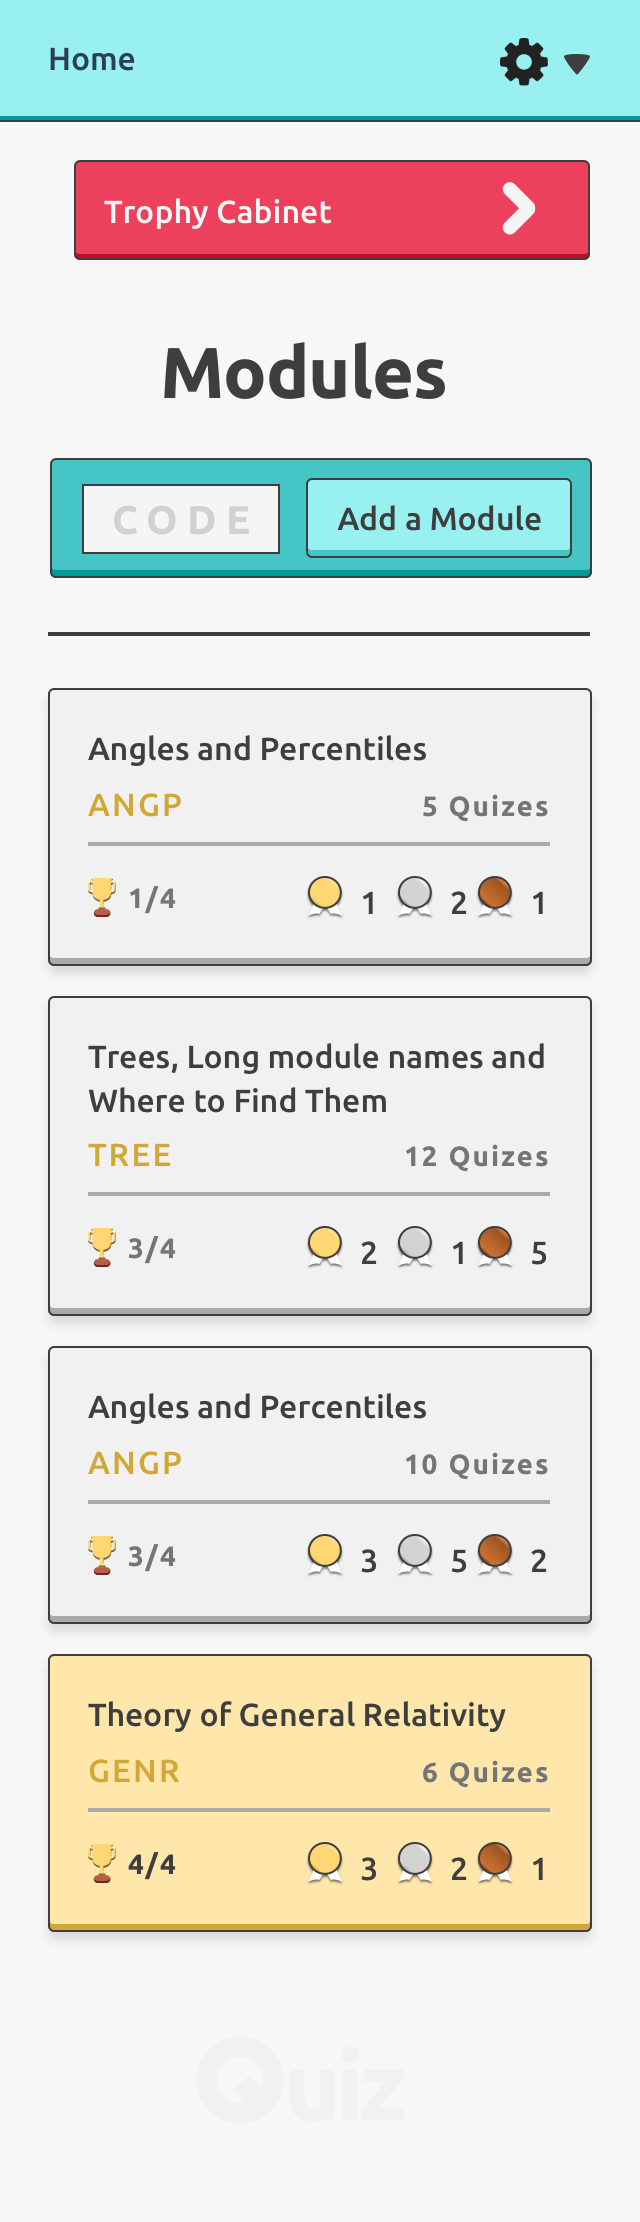 Home
Trophy Cabinet
Modules
CODE
Add a Module
Angles and Percentiles
ANGP
5 Quizes
1/4
1
2
1
Trees, Long module names and
Where to Find Them
TREE
12 Quizes
3/4
2
1
5
Angles and Percentiles
ANGP
10 Quizes
3/4
3
5
2
Theory of General Relativity
GENR
6 Quizes
4/4
3
2
1
Quiz